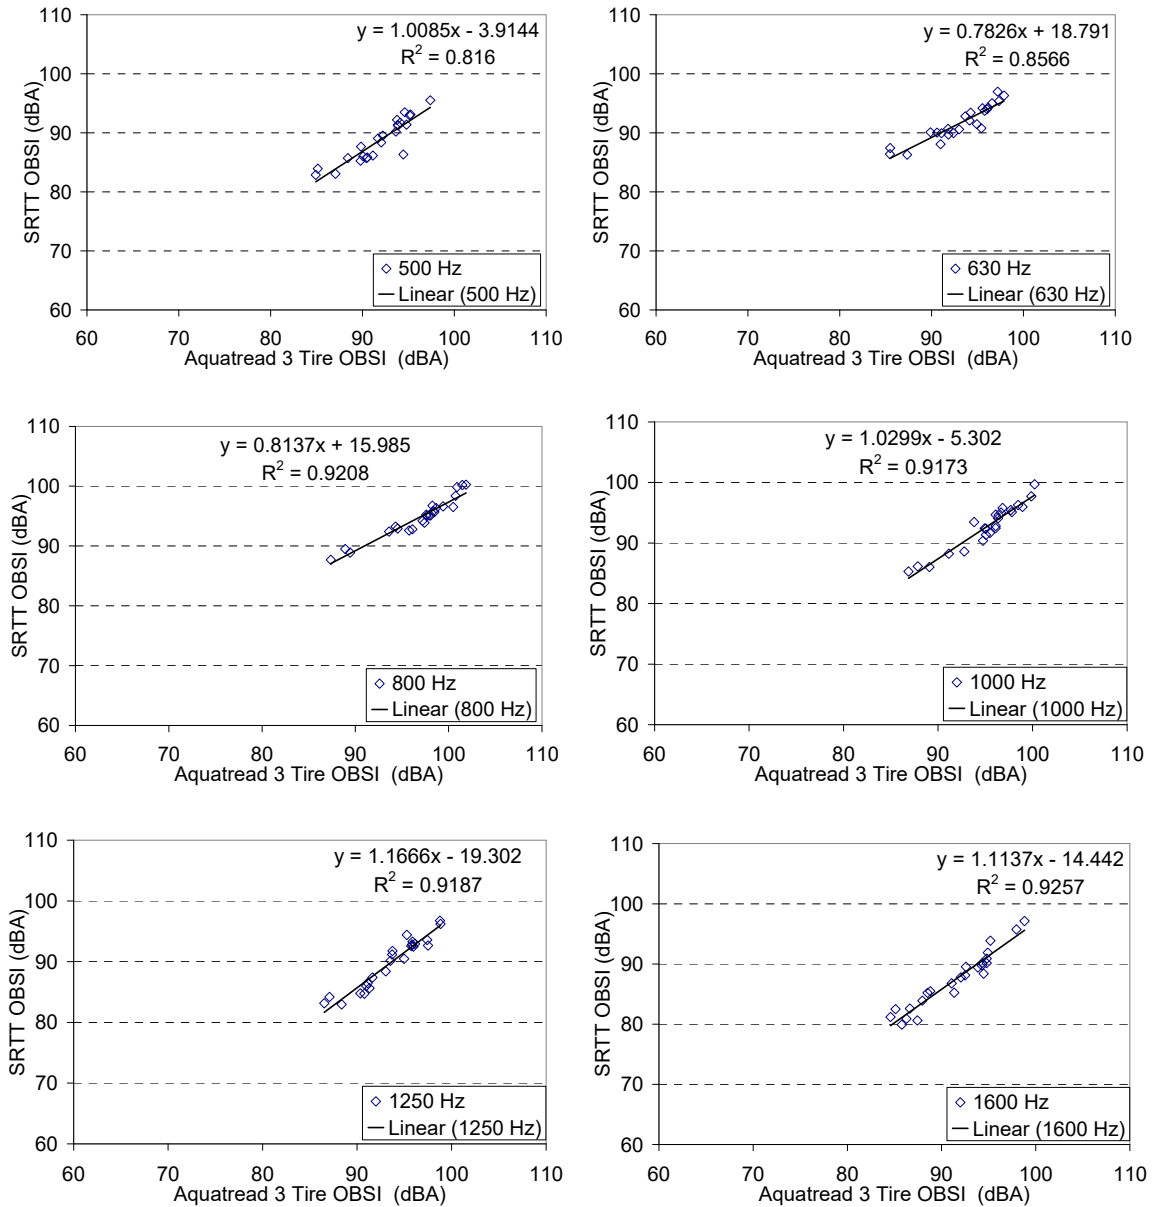 110
100
90
80
70
60
SRTT OBSI (dBA)
y = 1.0085x - 3.9144
R² = 0.816
500 Hz
Linear (500 Hz)
60 70 80 90 100 110
Aquatread 3 Tire OBSI (dBA)
110
100
90
80
70
60
SRTT OBSI (dBA)
y = 0.7826x + 18.791
R² = 0.8566
630 Hz
Linear (630 Hz)
60 70 80 90 100 110
Aquatread 3 Tire OBSI (dBA)
110
100
90
80
70
60
SRTT OBSI (dBA)
y = 0.8137x + 15.985
R² = 0.9208
800 Hz
Linear (800 Hz)
60 70 80 90 100 110
Aquatread 3 Tire OBSI (dBA)
110
100
90
80
70
60
SRTT OBSI (dBA)
y = 1.0299x - 5.302
R² = 0.9173
1000 Hz
Linear (1000 Hz)
60 70 80 90 100 110
Aquatread 3 Tire OBSI (dBA)
110
100
90
80
70
60
SRTT OBSI (dBA)
y = 1.1666x - 19.302
R² = 0.9187
1250 Hz
Linear (1250 Hz)
60 70 80 90 100 110
Aquatread 3 Tire OBSI (dBA)
110
100
90
80
70
60
SRTT OBSI (dBA)
y = 1.1137x - 14.442
R² = 0.9257
1600 Hz
Linear (1600 Hz)
60 70 80 90 100 110
Aquatread 3 Tire OBSI (dBA)